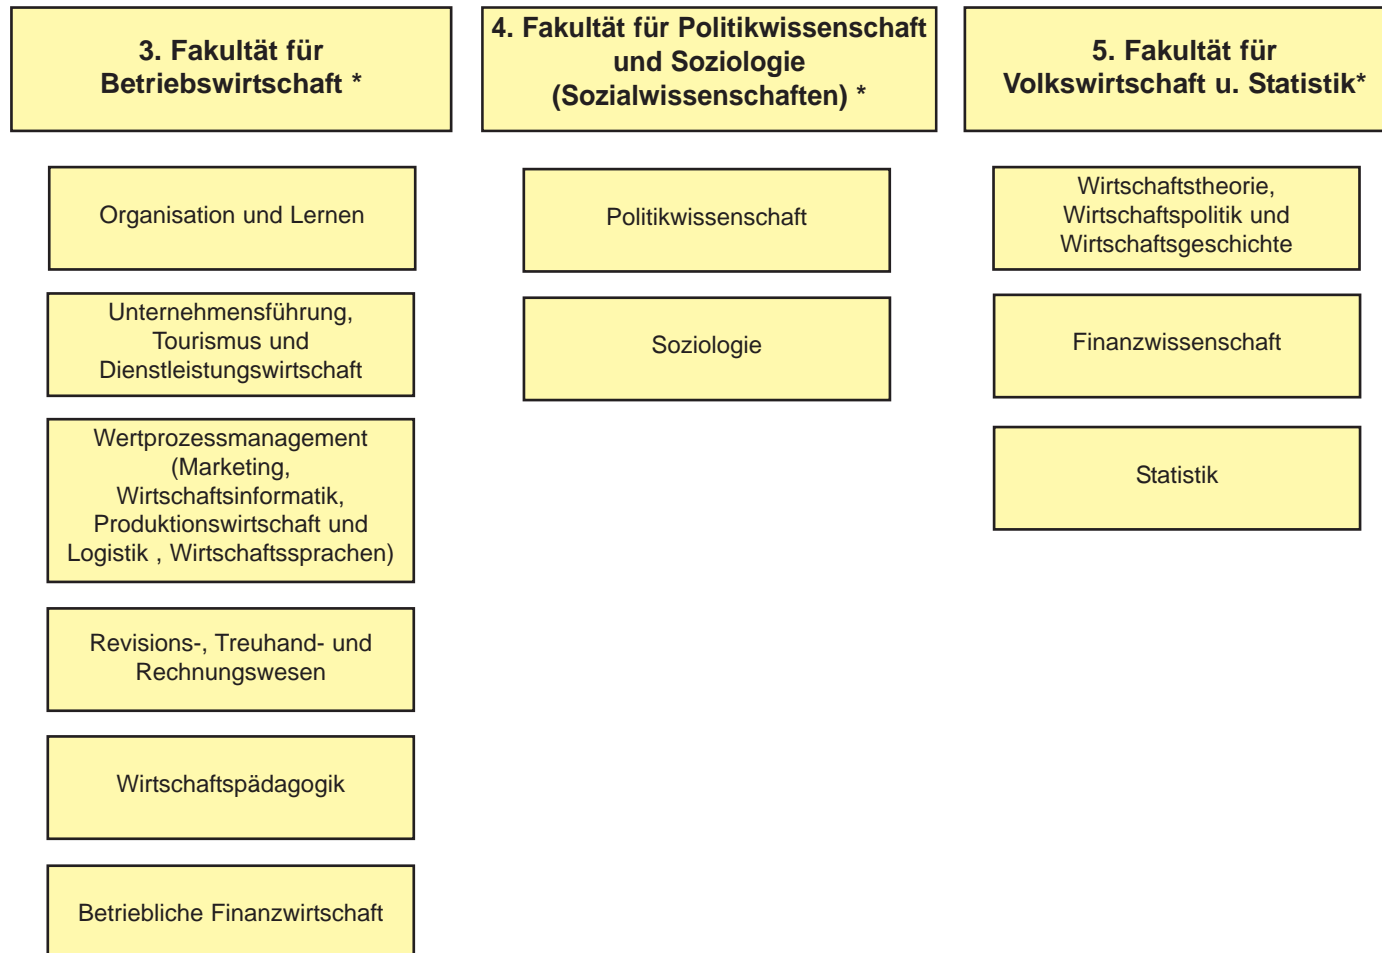 3. Fakultät für
Betriebswirtschaft *
Organisation und Lernen
Unternehmensführung,
Tourismus und
Dienstleistungswirtschaft
Wertprozessmanagement
(Marketing,
Wirtschaftsinformatik,
Produktionswirtschaft und
Logistik , Wirtschaftssprachen)
Revisions-, Treuhand- und
Rechnungswesen
Wirtschaftspädagogik
Betriebliche Finanzwirtschaft
4. Fakultät für Politikwissenschaft
und Soziologie
(Sozialwissenschaften) *
Politikwissenschaft
Soziologie
5. Fakultät für
Volkswirtschaft u. Statistik*
Wirtschaftstheorie,
Wirtschaftspolitik und
Wirtschaftsgeschichte
Finanzwissenschaft
Statistik